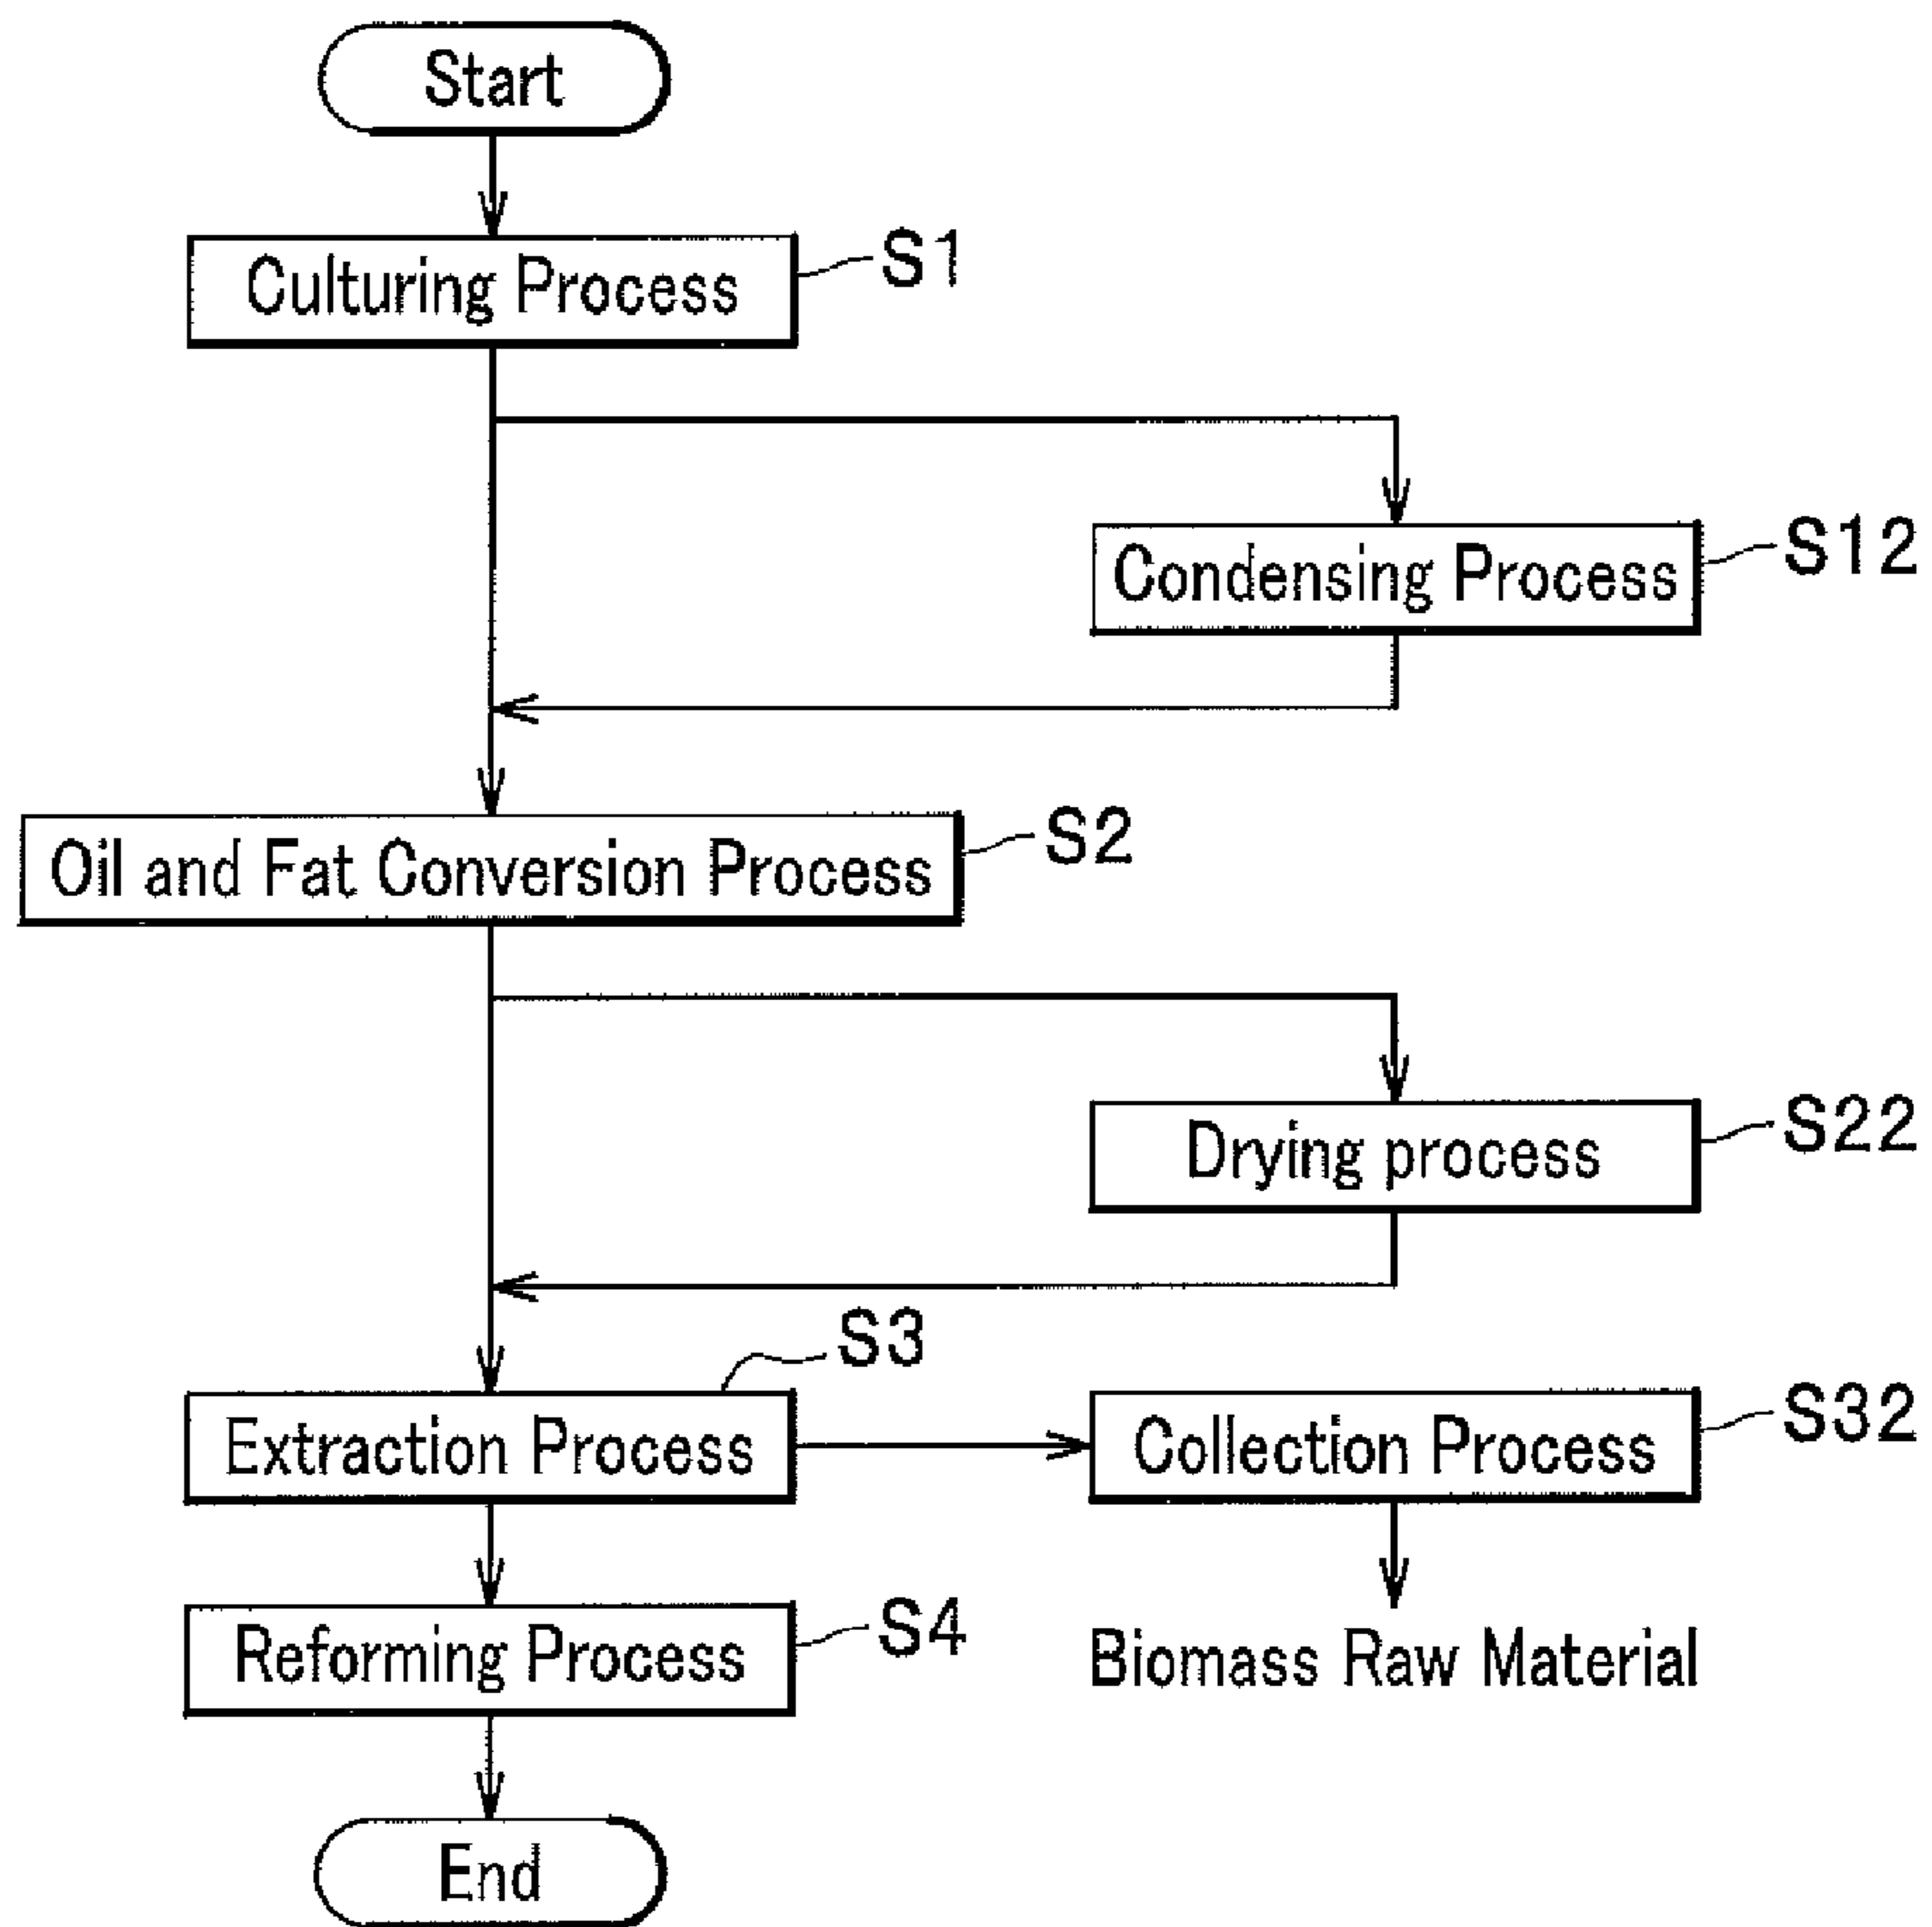 Start
Culturing Process
S1
Condensing Process
S12
Oil and Fat Conversion Process
S2
Drying process
S22
S3
Extraction Process
Collection Process
S32
Reforming Process
S4
Biomass Raw Material
End